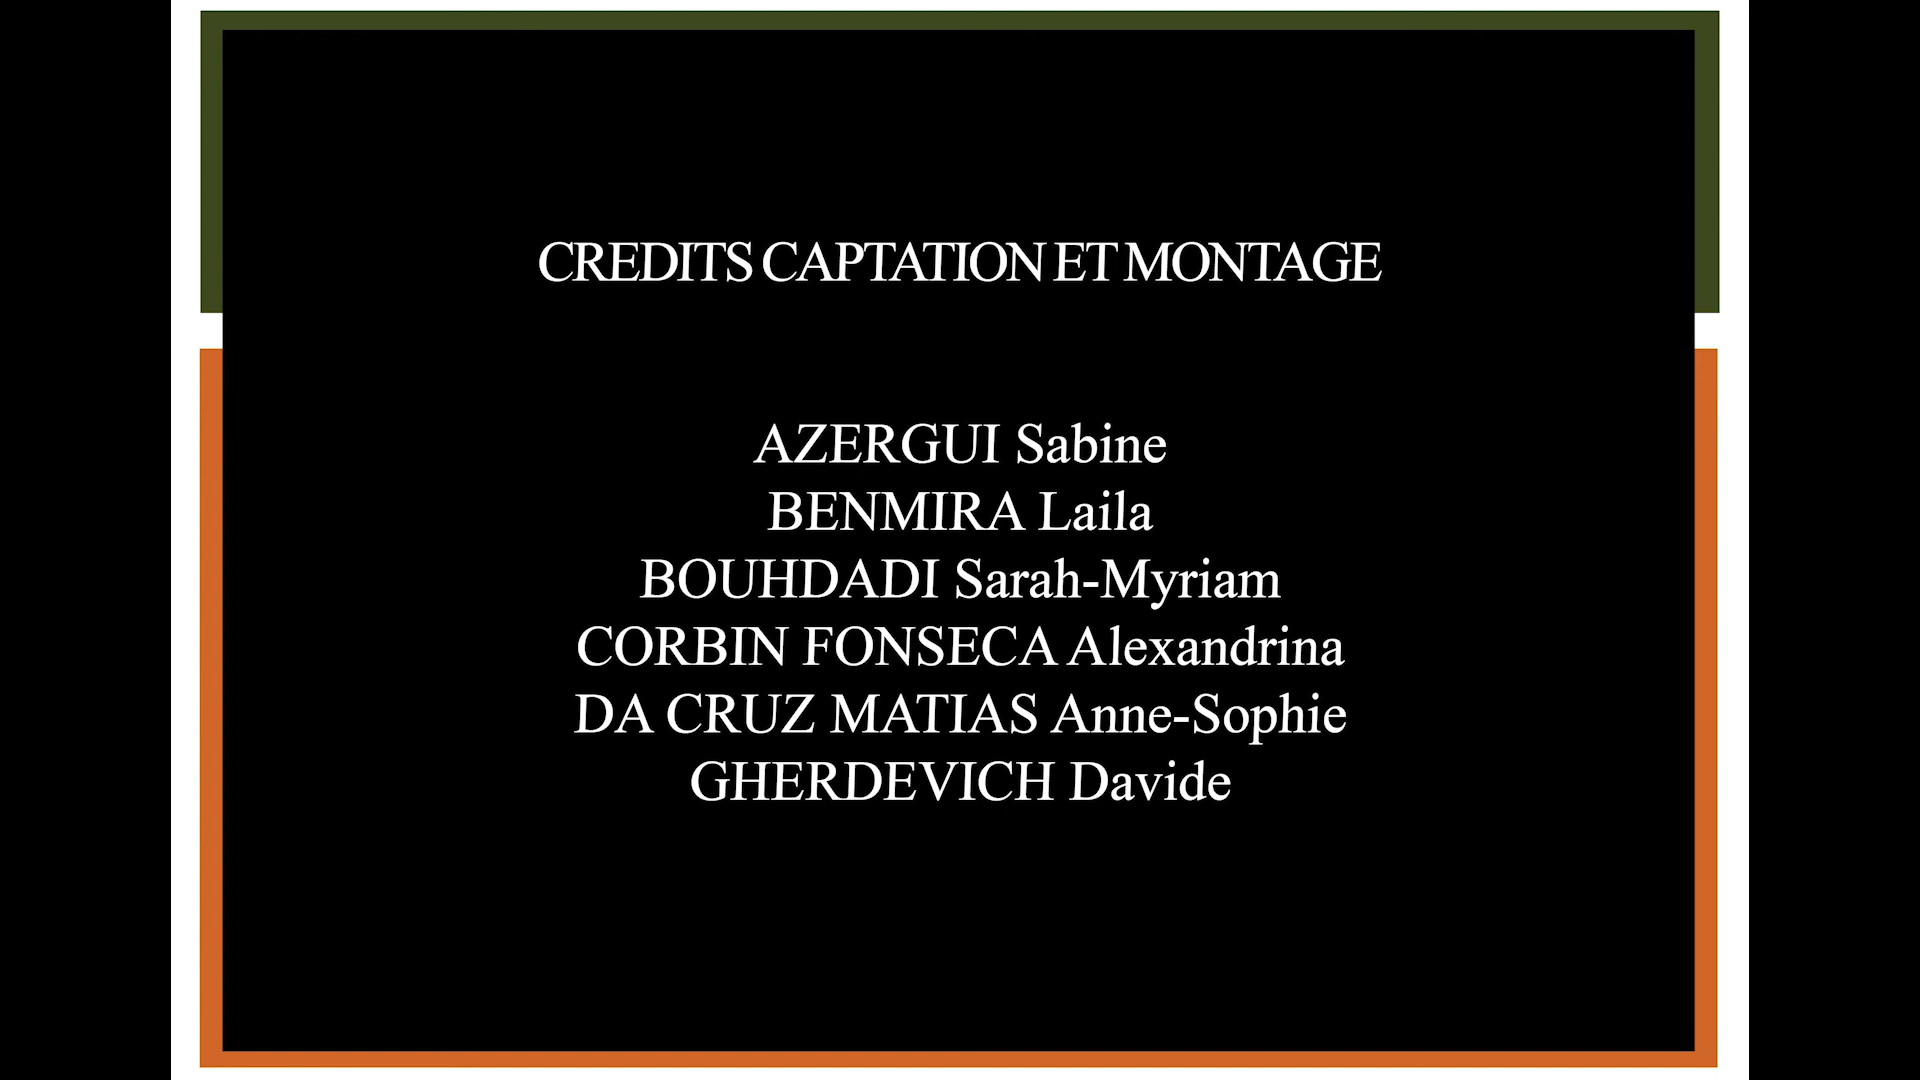 CREDITS CAPTATION ET MONTAGE
AZERGUI Sabine
BENMIRA Laila
BOUHDADI Sarah-Myriam
CORBIN FONSECA Alexandrina
DA CRUZ MATIAS Anne-Sophie
GHERDEVICH Davide